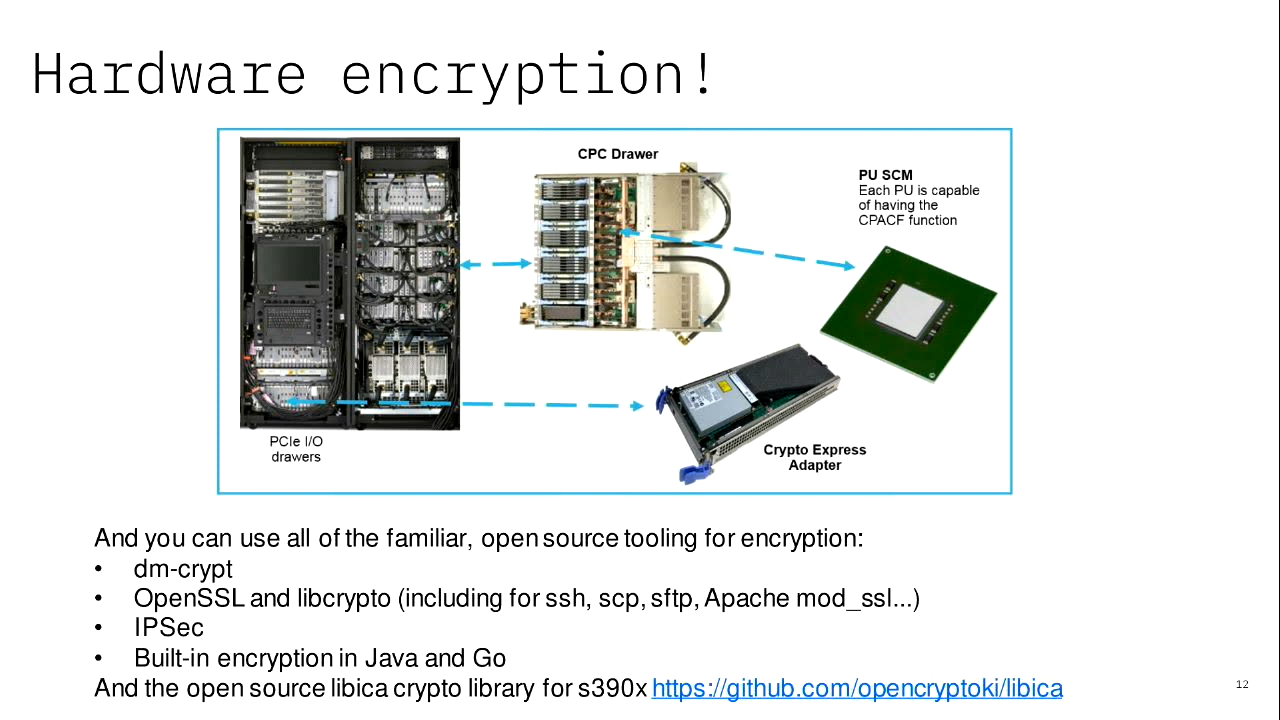 Hardware encryption!
CPC Drawer
PU SCM
Each PU is capable
of having the
CPACF function
PCIe I/O
drawers
Crypto Express
Adapter
And you can use all of the familiar, open source tooling for encryption:
• dm-crypt
• OpenSSL and libcrypto (including for ssh, scp, sftp, Apache mod_ssl...)
• IPSec
• Built-in encryption in Java and Go
And the open source libica crypto library for s390x https://github.com/opencryptoki/libica
12